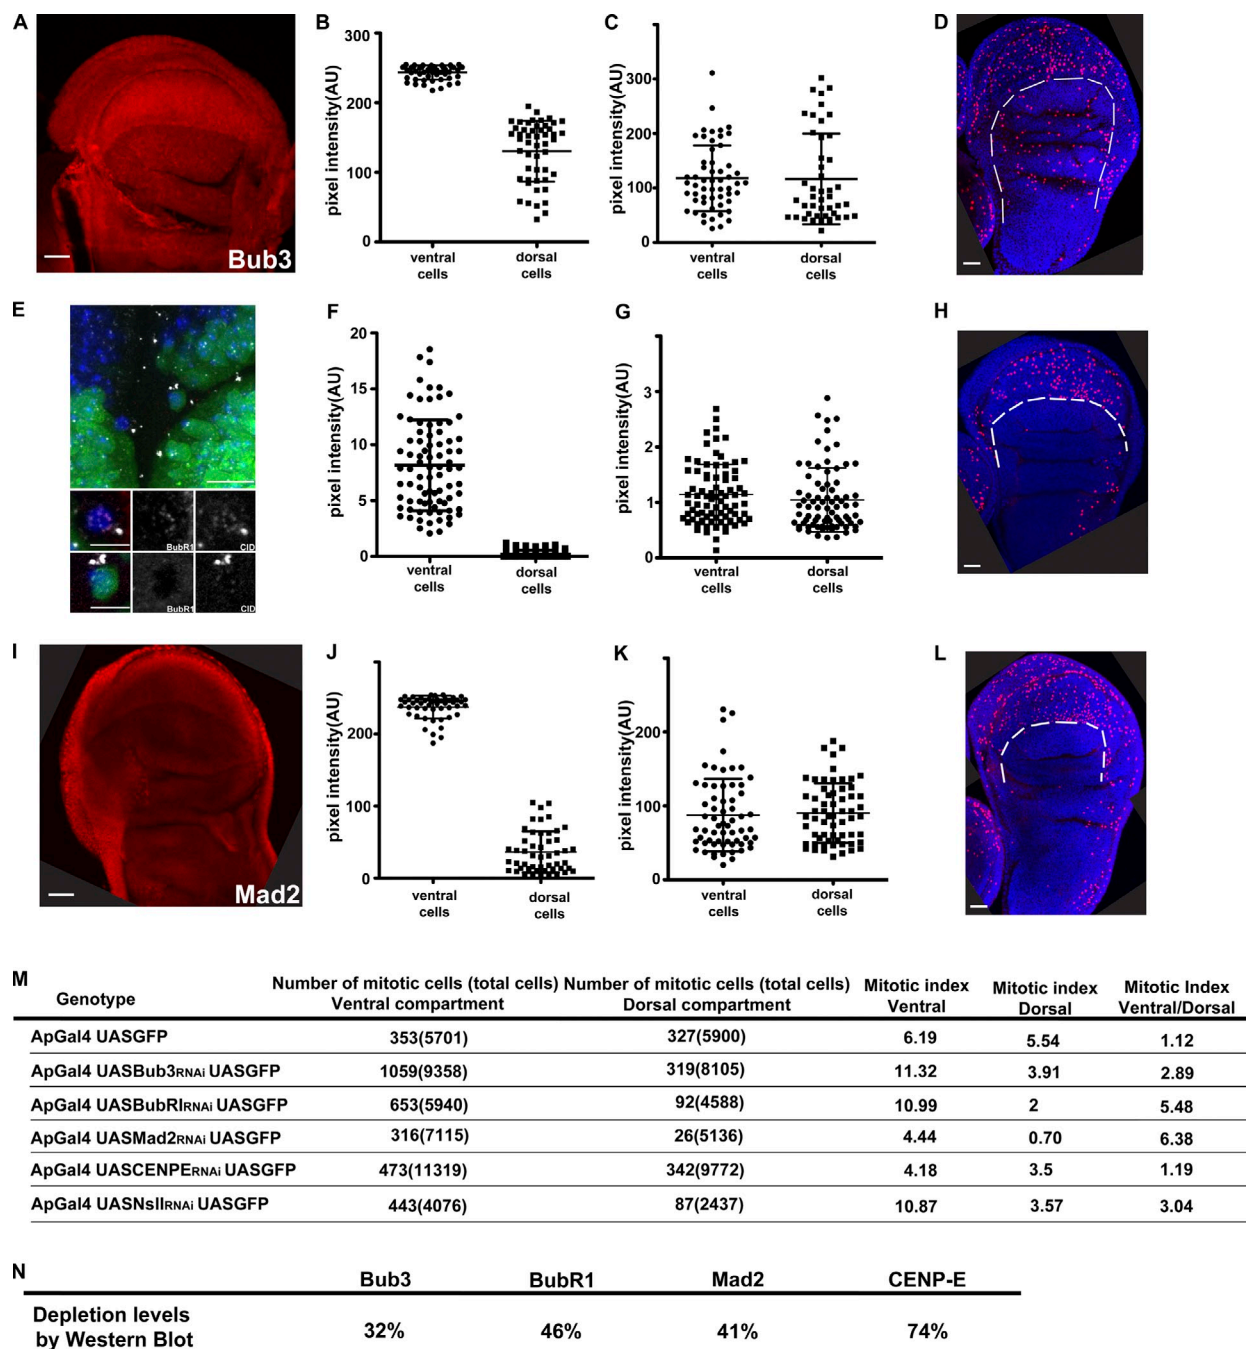 A
Bub3
B
pixel intensity(AU)
300
200
100
0
ventral cells
dorsal cells
C
pixel intensity(AU)
300
200
100
0
ventral cells
dorsal cells
D
E
BubR1
CID
BubR1
CID
F
pixel intensity(AU)
20
15
10
5
0
ventral cells
dorsal cells
G
pixel intensity(AU)
3
2
1
0
ventral cells
dorsal cells
H
I
Mad2
J
pixel intensity(AU)
200
100
0
ventral cells
dorsal cells
K
pixel intensity(AU)
200
100
0
ventral cells
dorsal cells
L
M
Genotype Number of mitotic cells (total cells) Ventral compartment Number of mitotic cells (total cells) Dorsal compartment Mitotic index Ventral Mitotic index Dorsal Mitotic Index Ventral/Dorsal
ApGal4 UASGFP 353(5701) 327(5900) 6.19 5.54 1.12
ApGal4 UASBub3RNAi UASGFP 1059(9358) 319(8105) 11.32 3.91 2.89
ApGal4 UASBubRIRNAi UASGFP 653(5940) 92(4588) 10.99 2 5.48
ApGal4 UASMad2RNAi UASGFP 316(7115) 26(5136) 4.44 0.70 6.38
ApGal4 UASCENPERNAi UASGFP 473(11319) 342(9772) 4.18 3.5 1.19
ApGal4 UASNslIRNAi UASGFP 443(4076) 87(2437) 10.87 3.57 3.04
N
Bub3 BubR1 Mad2 CENP-E
Depletion levels
by Western Blot 32% 46% 41% 74%